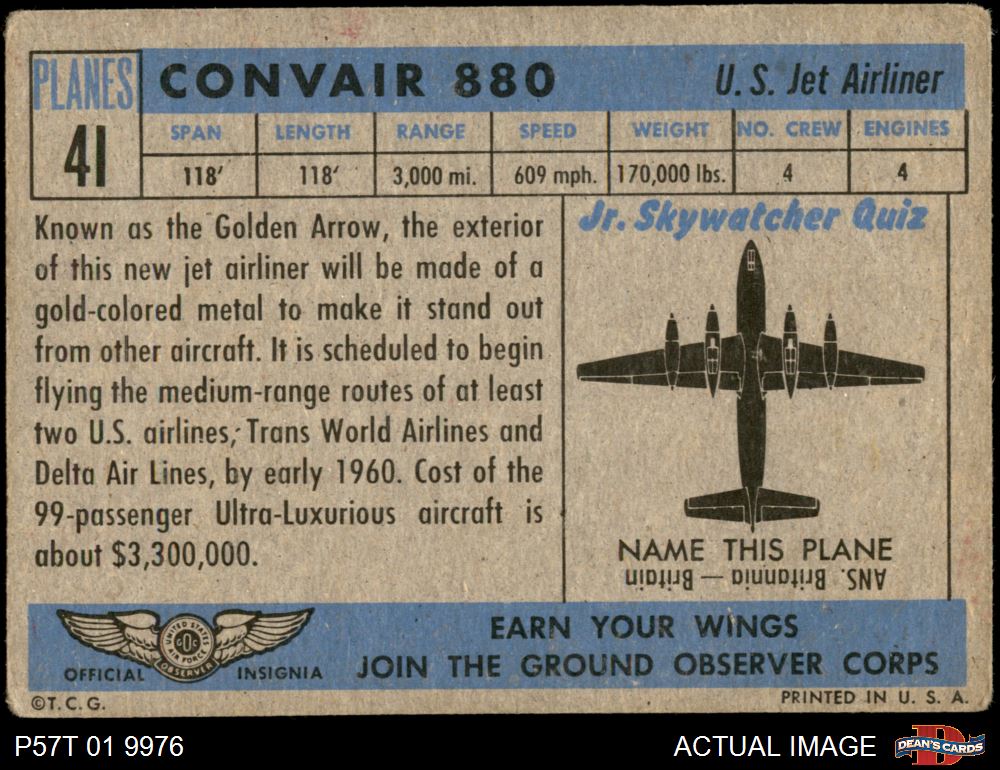 PLANES
41
CONVAIR 880
U. S. Jet Airliner
SPAN LENGTH RANGE SPEED WEIGHT NO. CREW ENGINES
118′ 118′ 3,000 mi. 609 mph. 170,000 lbs. 4 4
Known as the Golden Arrow, the exterior
of this new jet airliner will be made of a
gold-colored metal to make it stand out
from other aircraft. It is scheduled to begin
flying the medium-range routes of at least
two U.S. airlines, Trans World Airlines and
Delta Air Lines, by early 1960. Cost of the
99-passenger Ultra-Luxurious aircraft is
about $3,300,000.
Jr. Skywatcher Quiz
NAME THIS PLANE
ANS. Britannia — Britain
UNITED STATES
AIR FORCE
GOC
OBSERVER
OFFICIAL INSIGNIA
EARN YOUR WINGS
JOIN THE GROUND OBSERVER CORPS
©T. C. G.
PRINTED IN U. S. A.
P57T 01 9976
ACTUAL IMAGE
D
DEAN'S CARDS